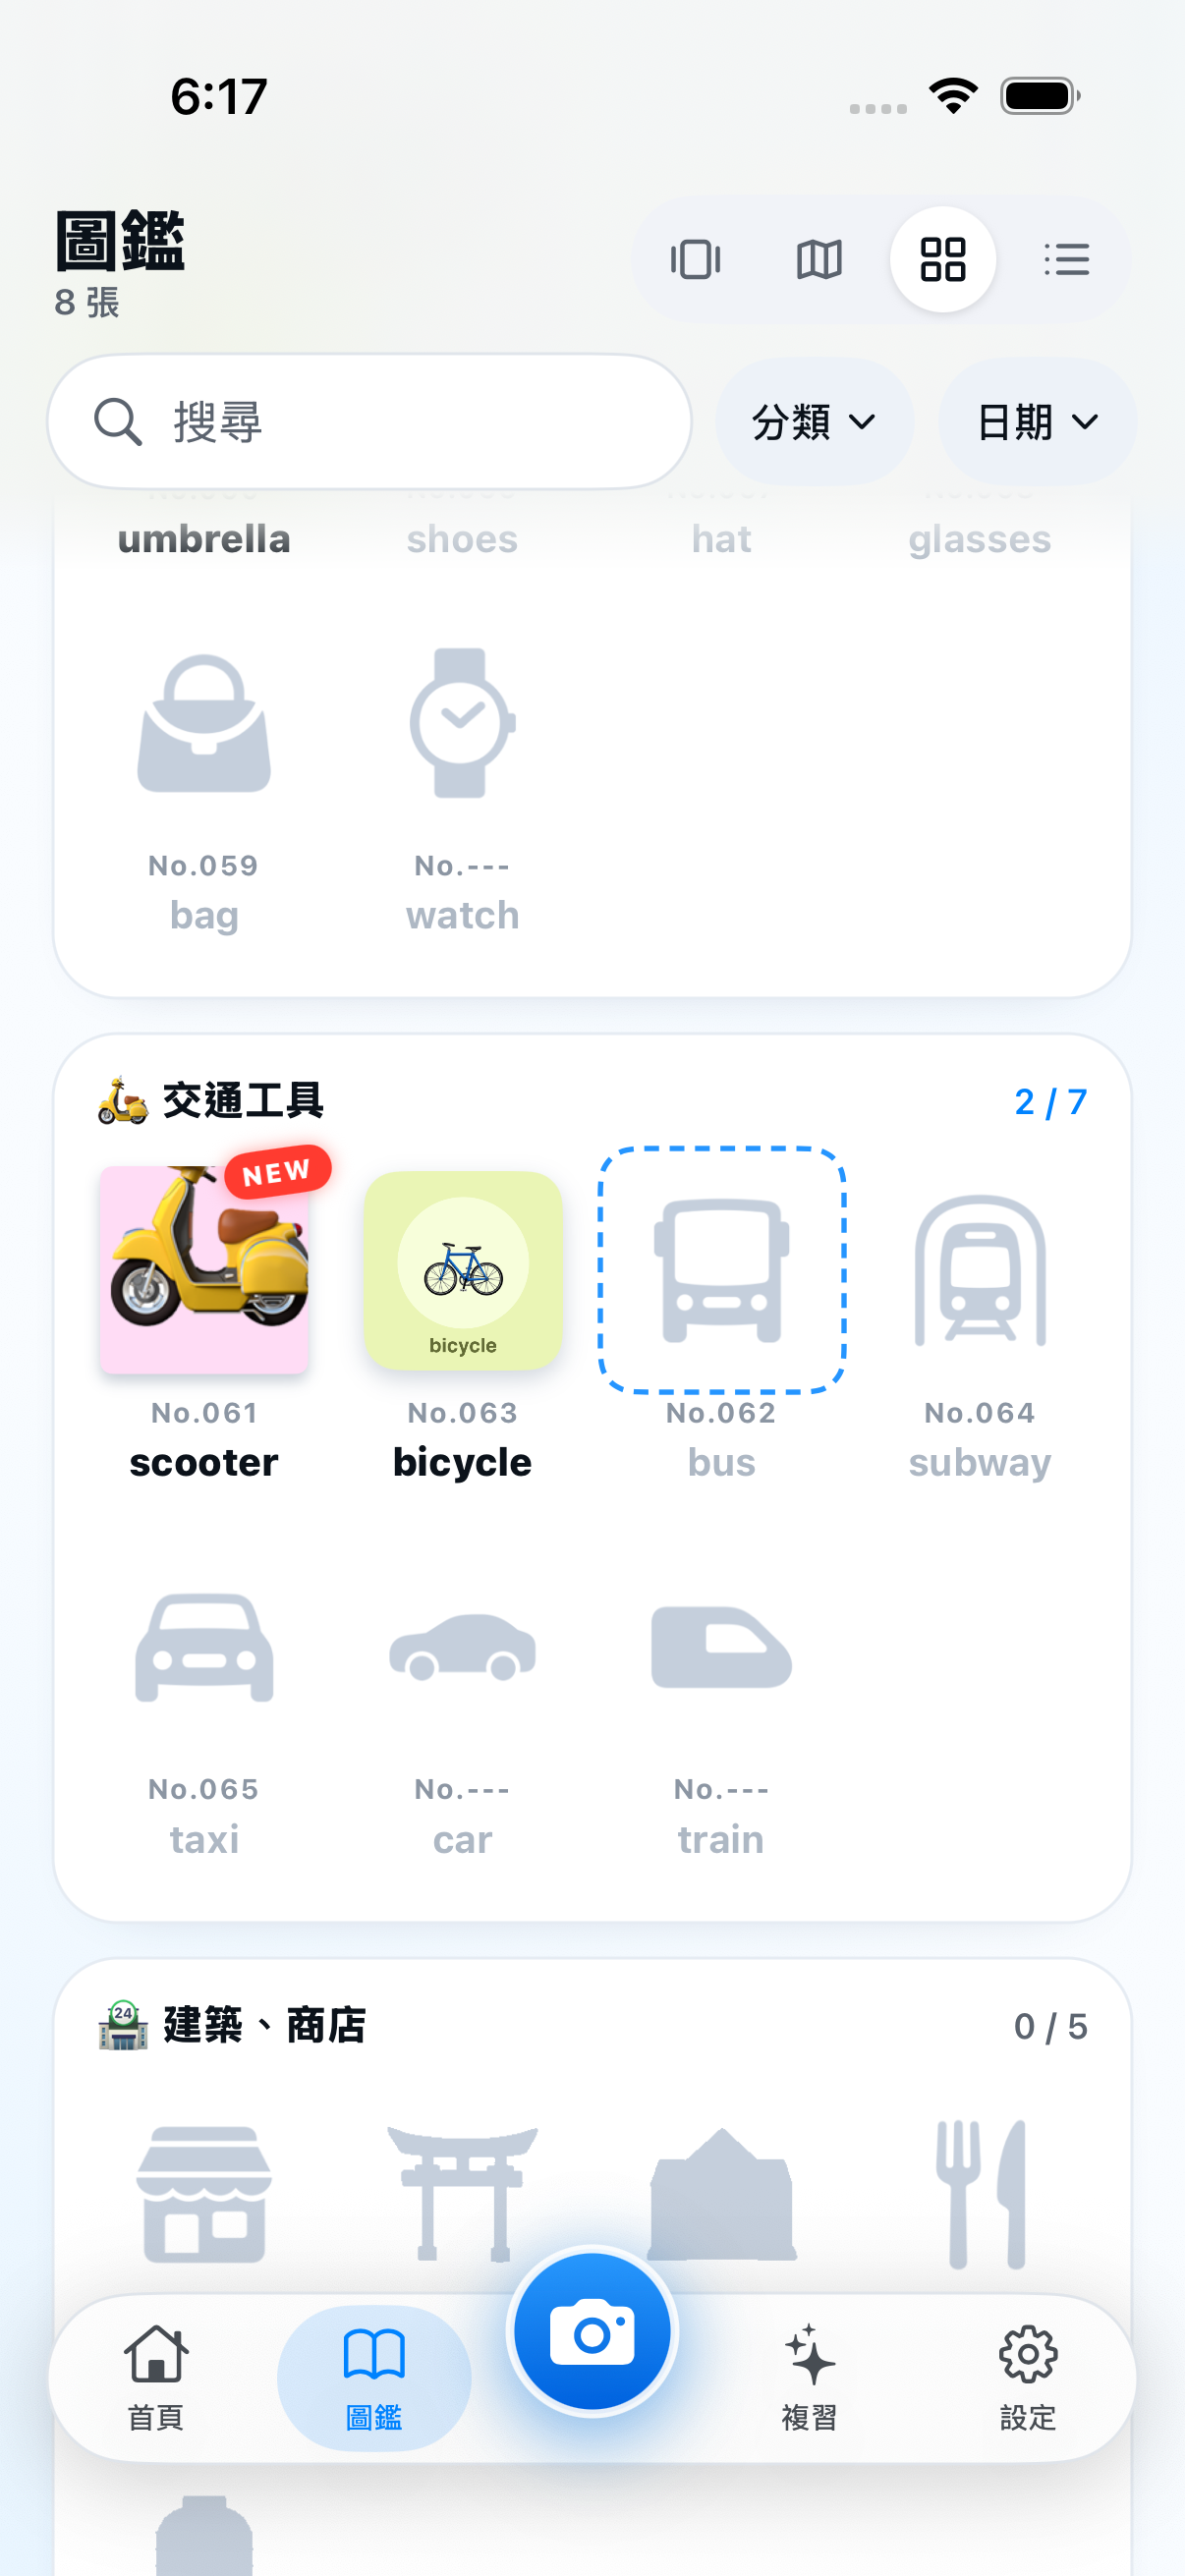 6:17
圖鑑
8 張
搜尋
分類
日期
umbrella
shoes
hat
glasses
No.059
No.---
bag
watch
交通工具
2 / 7
NEW
bicycle
No.061
No.063
No.062
No.064
scooter
bicycle
bus
subway
No.065
No.---
No.---
taxi
car
train
24
建築、商店
0 / 5
首頁
圖鑑
複習
設定